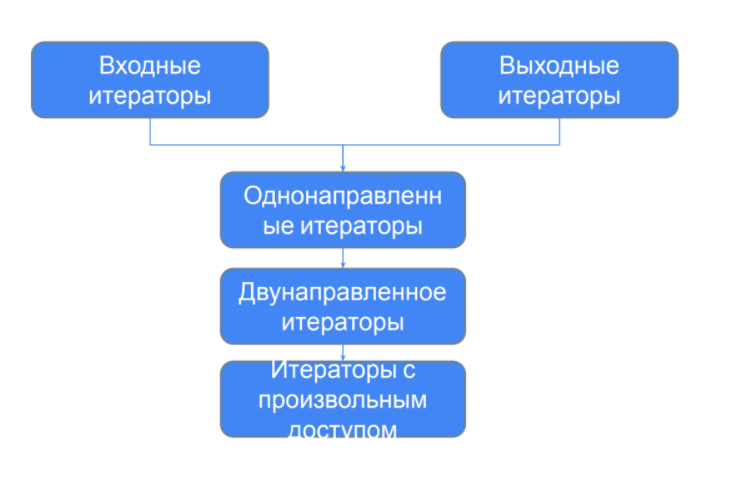 Входные
итераторы
Выходные
итераторы
Однонаправленн
ые итераторы
Двунаправленное
итераторы
Итераторы с
произвольным
доступом